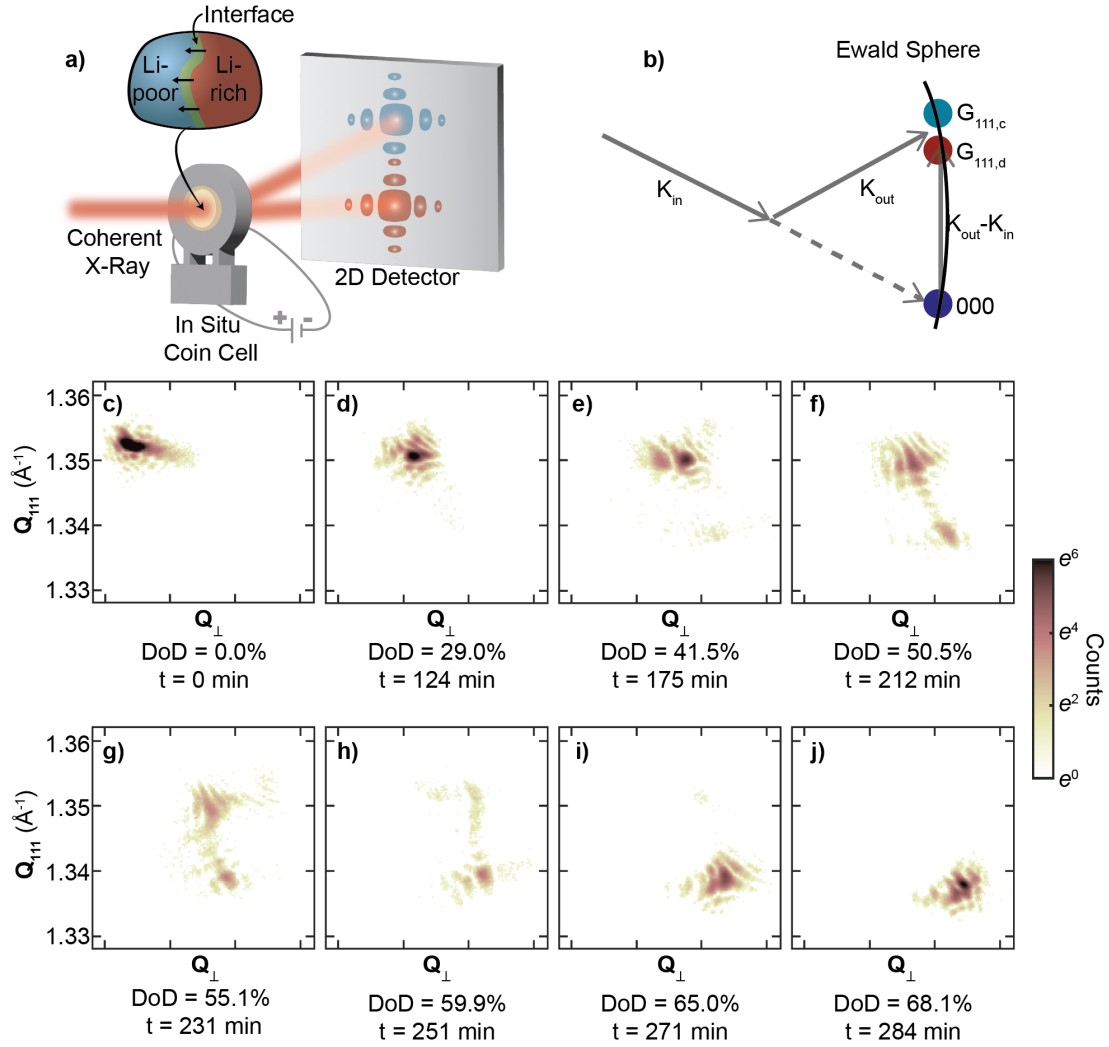 a)
Interface
Li-
poor
Li-
rich
Coherent
X-Ray
+ -
In Situ
Coin Cell
2D Detector
b)
Ewald Sphere
G111,c
G111,d
Kin
Kout
Kout-Kin
000
Q111 (Å-1)
1.36
1.35
1.34
1.33
c)
d)
e)
f)
Q⊥
DoD = 0.0%
t = 0 min
Q⊥
DoD = 29.0%
t = 124 min
Q⊥
DoD = 41.5%
t = 175 min
Q⊥
DoD = 50.5%
t = 212 min
e6
e4
e2
e0
Counts
Q111 (Å-1)
1.36
1.35
1.34
1.33
g)
h)
i)
j)
Q⊥
DoD = 55.1%
t = 231 min
Q⊥
DoD = 59.9%
t = 251 min
Q⊥
DoD = 65.0%
t = 271 min
Q⊥
DoD = 68.1%
t = 284 min